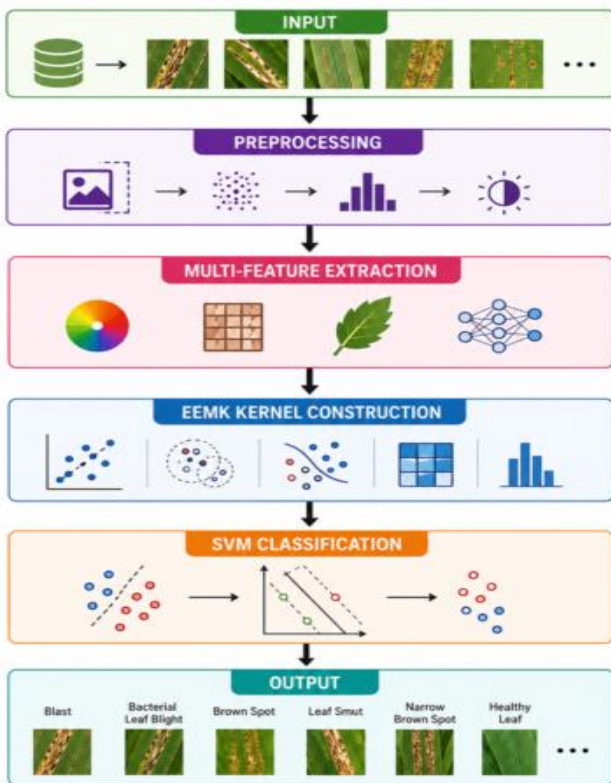 INPUT
...
PREPROCESSING
MULTI-FEATURE EXTRACTION
EEMK KERNEL CONSTRUCTION
SVM CLASSIFICATION
OUTPUT
Blast
Bacterial
Leaf Blight
Brown Spot
Leaf Smut
Narrow
Brown Spot
Healthy
Leaf
...